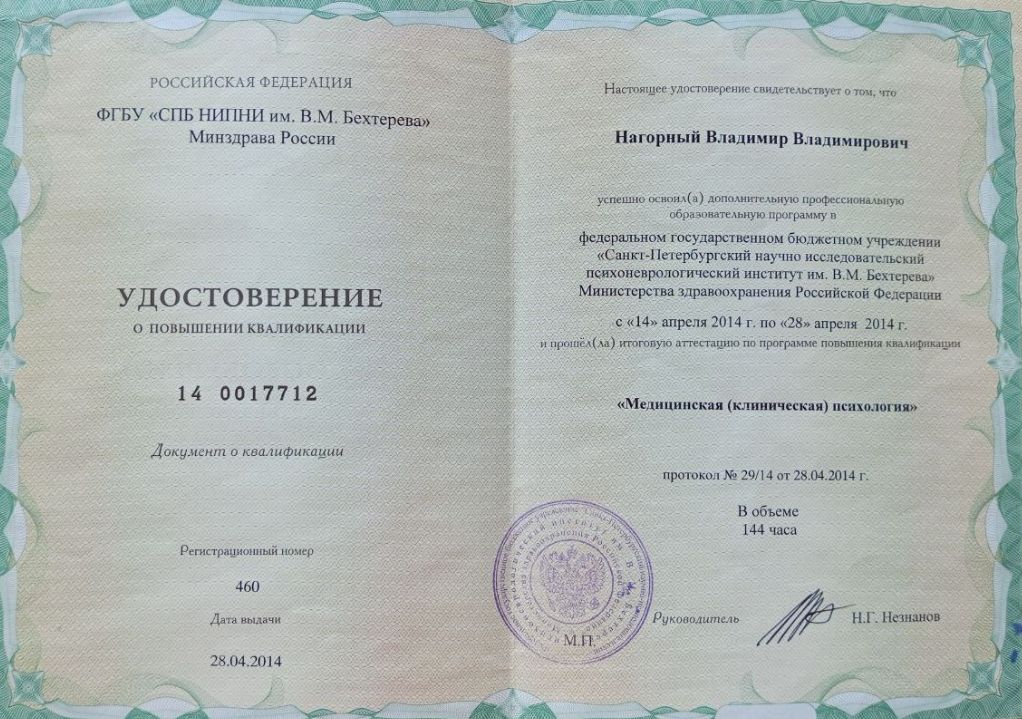 РОССИЙСКАЯ ФЕДЕРАЦИЯ
ФГБУ «СПБ НИПНИ им. В.М. Бехтерева»
Минздрава России
УДОСТОВЕРЕНИЕ
О ПОВЫШЕНИИ КВАЛИФИКАЦИИ
14 0017712
Документ о квалификации
Регистрационный номер
460
Дата выдачи
28.04.2014
Настоящее удостоверение свидетельствует о том, что
Нагорный Владимир Владимирович
успешно освоил(а) дополнительную профессиональную
образовательную программу в
федеральном государственном бюджетном учреждении
«Санкт-Петербургский научно исследовательский
психоневрологический институт им. В.М. Бехтерева»
Министерства здравоохранения Российской Федерации
с «14» апреля 2014 г. по «28» апреля 2014 г.
и прошёл(ла) итоговую аттестацию по программе повышения квалификации
«Медицинская (клиническая) психология»
протокол № 29/14 от 28.04.2014 г.
В объеме
144 часа
М.П.
Руководитель
Н.Г. Незнанов